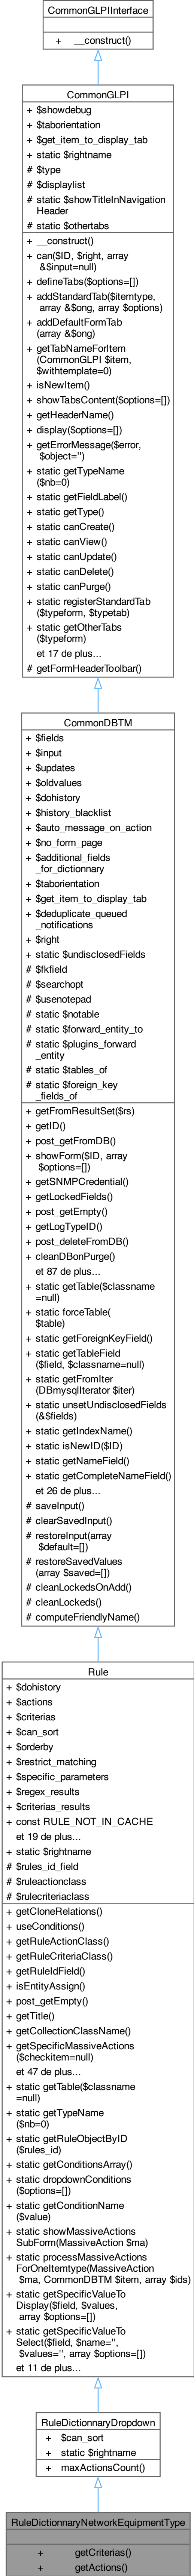 CommonGLPIInterface
+ __construct()
CommonGLPI
+ $showdebug
+ $taborientation
+ $get_item_to_display_tab
+ static $rightname
# $type
# $displaylist
# static $showTitleInNavigation
Header
# static $othertabs
+ __construct()
+ can($ID, $right, array
&$input=null)
+ defineTabs($options=[])
+ addStandardTab($itemtype,
array &$ong, array $options)
+ addDefaultFormTab
(array &$ong)
+ getTabNameForItem
(CommonGLPI $item,
$withtemplate=0)
+ isNewItem()
+ showTabsContent($options=[])
+ getHeaderName()
+ display($options=[])
+ getErrorMessage($error,
$object='')
+ static getTypeName
($nb=0)
+ static getFieldLabel()
+ static getType()
+ static canCreate()
+ static canView()
+ static canUpdate()
+ static canDelete()
+ static canPurge()
+ static registerStandardTab
($typeform, $typetab)
+ static getOtherTabs
($typeform)
et 17 de plus...
# getFormHeaderToolbar()
CommonDBTM
+ $fields
+ $input
+ $updates
+ $oldvalues
+ $dohistory
+ $history_blacklist
+ $auto_message_on_action
+ $no_form_page
+ $additional_fields
_for_dictionnary
+ $taborientation
+ $get_item_to_display_tab
+ $deduplicate_queued
_notifications
+ $right
+ static $undisclosedFields
# $fkfield
# $searchopt
# $usenotepad
# static $notable
# static $forward_entity_to
# static $plugins_forward
_entity
# static $tables_of
# static $foreign_key
_fields_of
+ getFromResultSet($rs)
+ getID()
+ post_getFromDB()
+ showForm($ID, array
$options=[])
+ getSNMPCredential()
+ getLockedFields()
+ post_getEmpty()
+ getLogTypeID()
+ post_deleteFromDB()
+ cleanDBonPurge()
et 87 de plus...
+ static getTable($classname
=null)
+ static forceTable(
$table)
+ static getForeignKeyField()
+ static getTableField
($field, $classname=null)
+ static getFromIter
(DBmysqlIterator $iter)
+ static unsetUndisclosedFields
(&$fields)
+ static getIndexName()
+ static isNewID($ID)
+ static getNameField()
+ static getCompleteNameField()
et 26 de plus...
# saveInput()
# clearSavedInput()
# restoreInput(array
$default=[])
# restoreSavedValues
(array $saved=[])
# cleanLockedsOnAdd()
# cleanLockeds()
# computeFriendlyName()
Rule
+ $dohistory
+ $actions
+ $criterias
+ $can_sort
+ $orderby
+ $restrict_matching
+ $specific_parameters
+ $regex_results
+ $criterias_results
+ const RULE_NOT_IN_CACHE
et 19 de plus...
+ static $rightname
# $rules_id_field
# $ruleactionclass
# $rulecriteriaclass
+ getCloneRelations()
+ useConditions()
+ getRuleActionClass()
+ getRuleCriteriaClass()
+ getRuleIdField()
+ isEntityAssign()
+ post_getEmpty()
+ getTitle()
+ getCollectionClassName()
+ getSpecificMassiveActions
($checkitem=null)
et 47 de plus...
+ static getTable($classname
=null)
+ static getTypeName
($nb=0)
+ static getRuleObjectByID
($rules_id)
+ static getConditionsArray()
+ static dropdownConditions
($options=[])
+ static getConditionName
($value)
+ static showMassiveActions
SubForm(MassiveAction $ma)
+ static processMassiveActions
ForOneItemtype(MassiveAction
$ma, CommonDBTM $item, array $ids)
+ static getSpecificValueTo
Display($field, $values,
array $options=[])
+ static getSpecificValueTo
Select($field, $name='',
$values='', array $options=[])
et 11 de plus...
RuleDictionnaryDropdown
+ $can_sort
+ static $rightname
+ maxActionsCount()
RuleDictionnaryNetworkEquipmentType
+ getCriterias()
+ getActions()